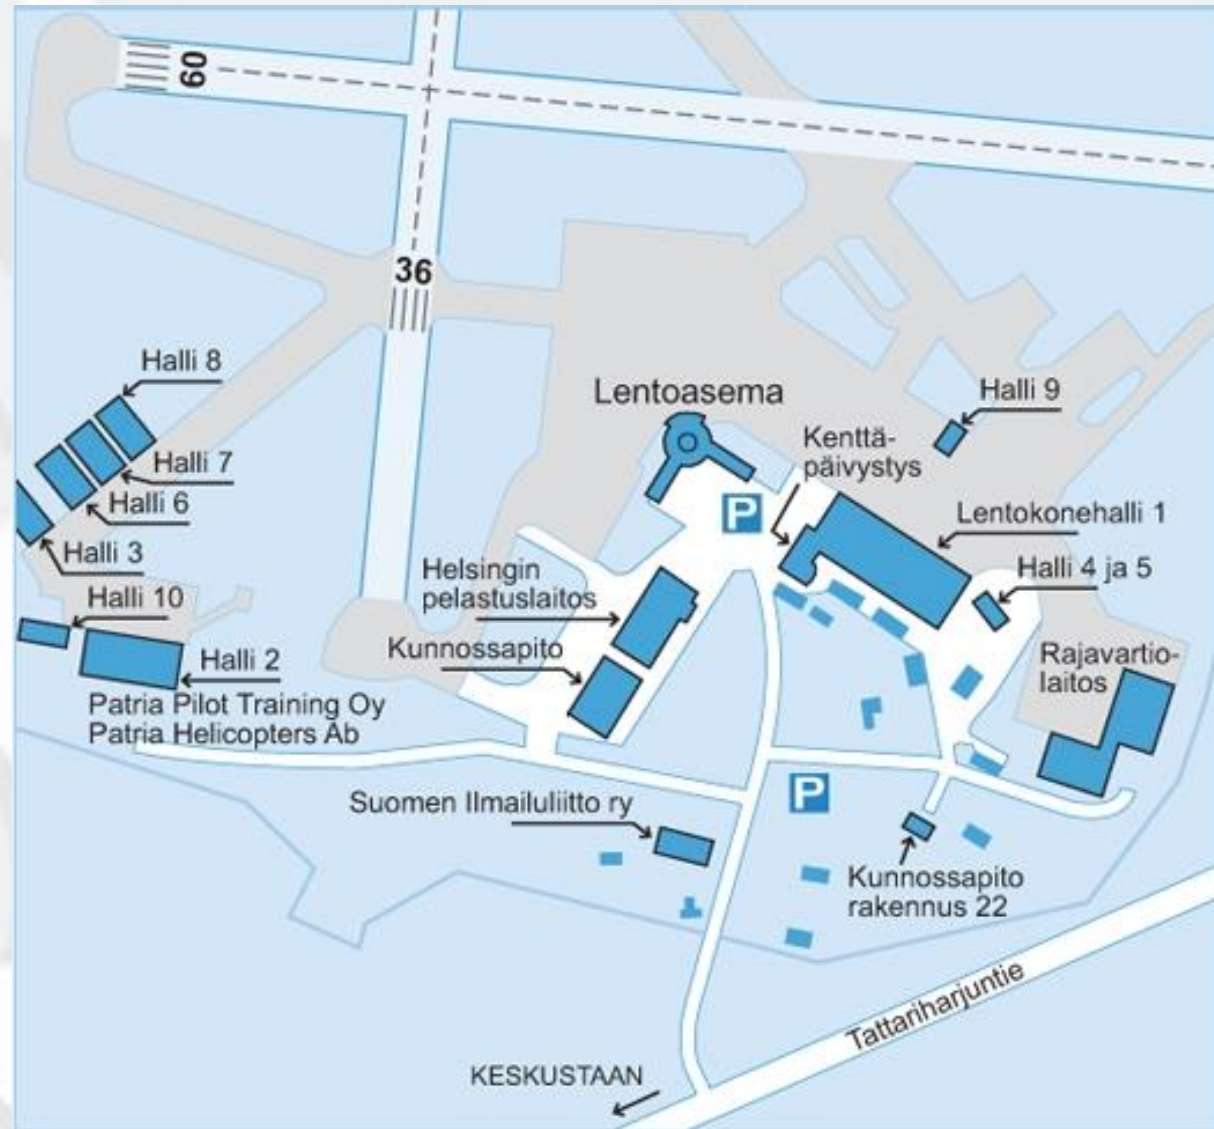 09
36
Halli 8
Lentoasema
Halli 9
Kenttä-
päivystys
Halli 7
Halli 6
P
Lentokonehalli 1
Halli 3
Helsingin
pelastuslaitos
Halli 4 ja 5
Halli 10
Kunnossapito
Halli 2
Rajavartio-
laitos
Patria Pilot Training Oy
Patria Helicopters Ab
P
Suomen Ilmailuliitto ry
Kunnossapito
rakennus 22
Tattariharjuntie
KESKUSTAAN